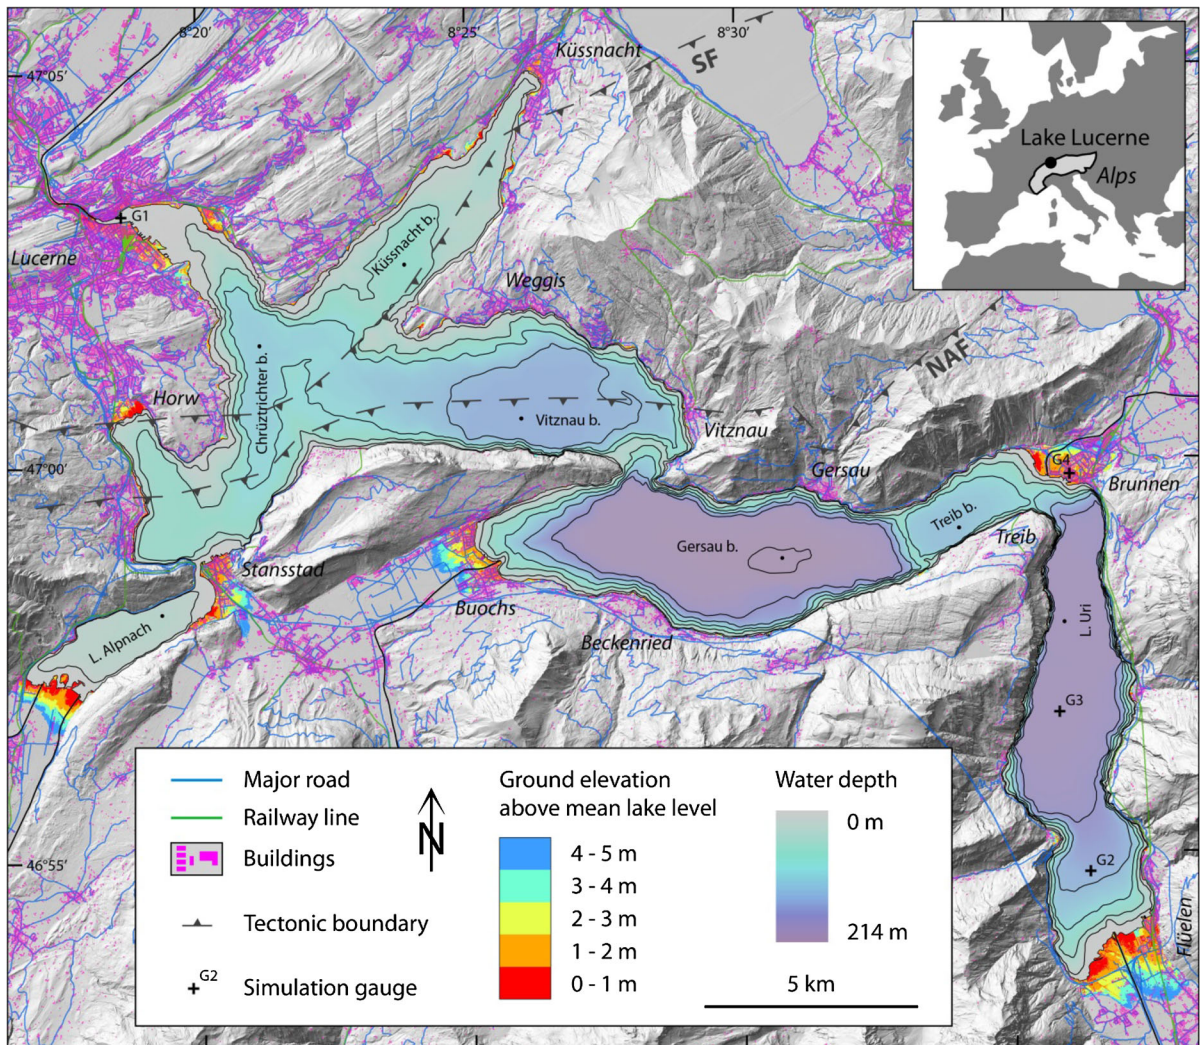 8°20'
8°25'
8°30'
47°05'
Küssnacht
SF
Lake Lucerne
Alps
G1
Lucerne
Küssnacht b.
Weggis
NAF
Horw
Chrüztrichter b.
Vitznau b.
Vitznau
47°00'
Gersau
G4
Brunnen
Treib b.
Treib
Gersau b.
Stansstad
Buochs
Beckenried
L. Alpnach
L. Uri
G3
G2
Flüelen
46°55'
Major road
Railway line
Buildings
Tectonic boundary
G2
Simulation gauge
N
Ground elevation
above mean lake level
4 - 5 m
3 - 4 m
2 - 3 m
1 - 2 m
0 - 1 m
Water depth
0 m
214 m
5 km